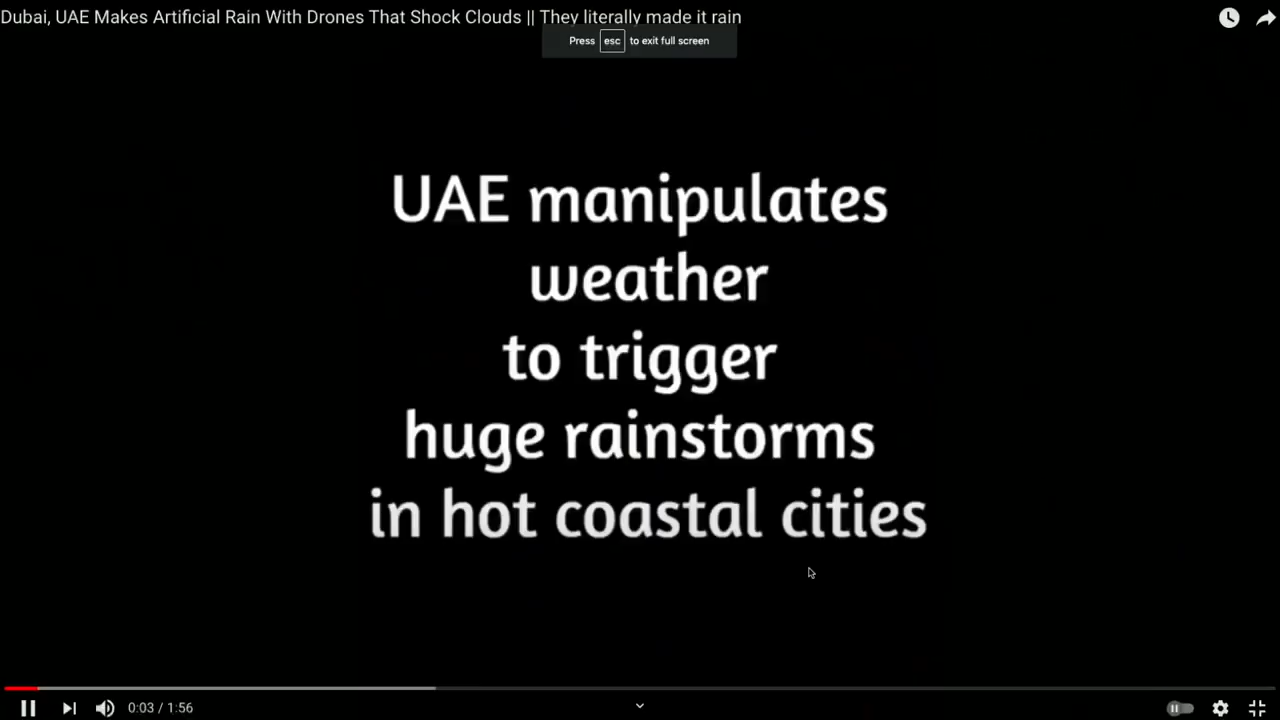 Dubai, UAE Makes Artificial Rain With Drones That Shock Clouds || They literally made it rain
Press esc to exit full screen
UAE manipulates
weather
to trigger
huge rainstorms
in hot coastal cities
0:03 / 1:56